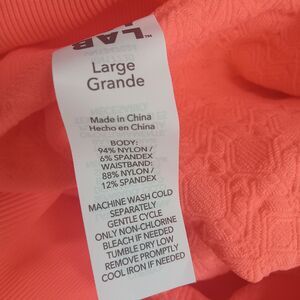 LAB™
Large
Grande
Made in China
Hecho en China
BODY:
94% NYLON /
6% SPANDEX
WAISTBAND:
88% NYLON /
12% SPANDEX
MACHINE WASH COLD
SEPARATELY
GENTLE CYCLE
ONLY NON-CHLORINE
BLEACH IF NEEDED
TUMBLE DRY LOW
REMOVE PROMPTLY
COOL IRON IF NEEDED